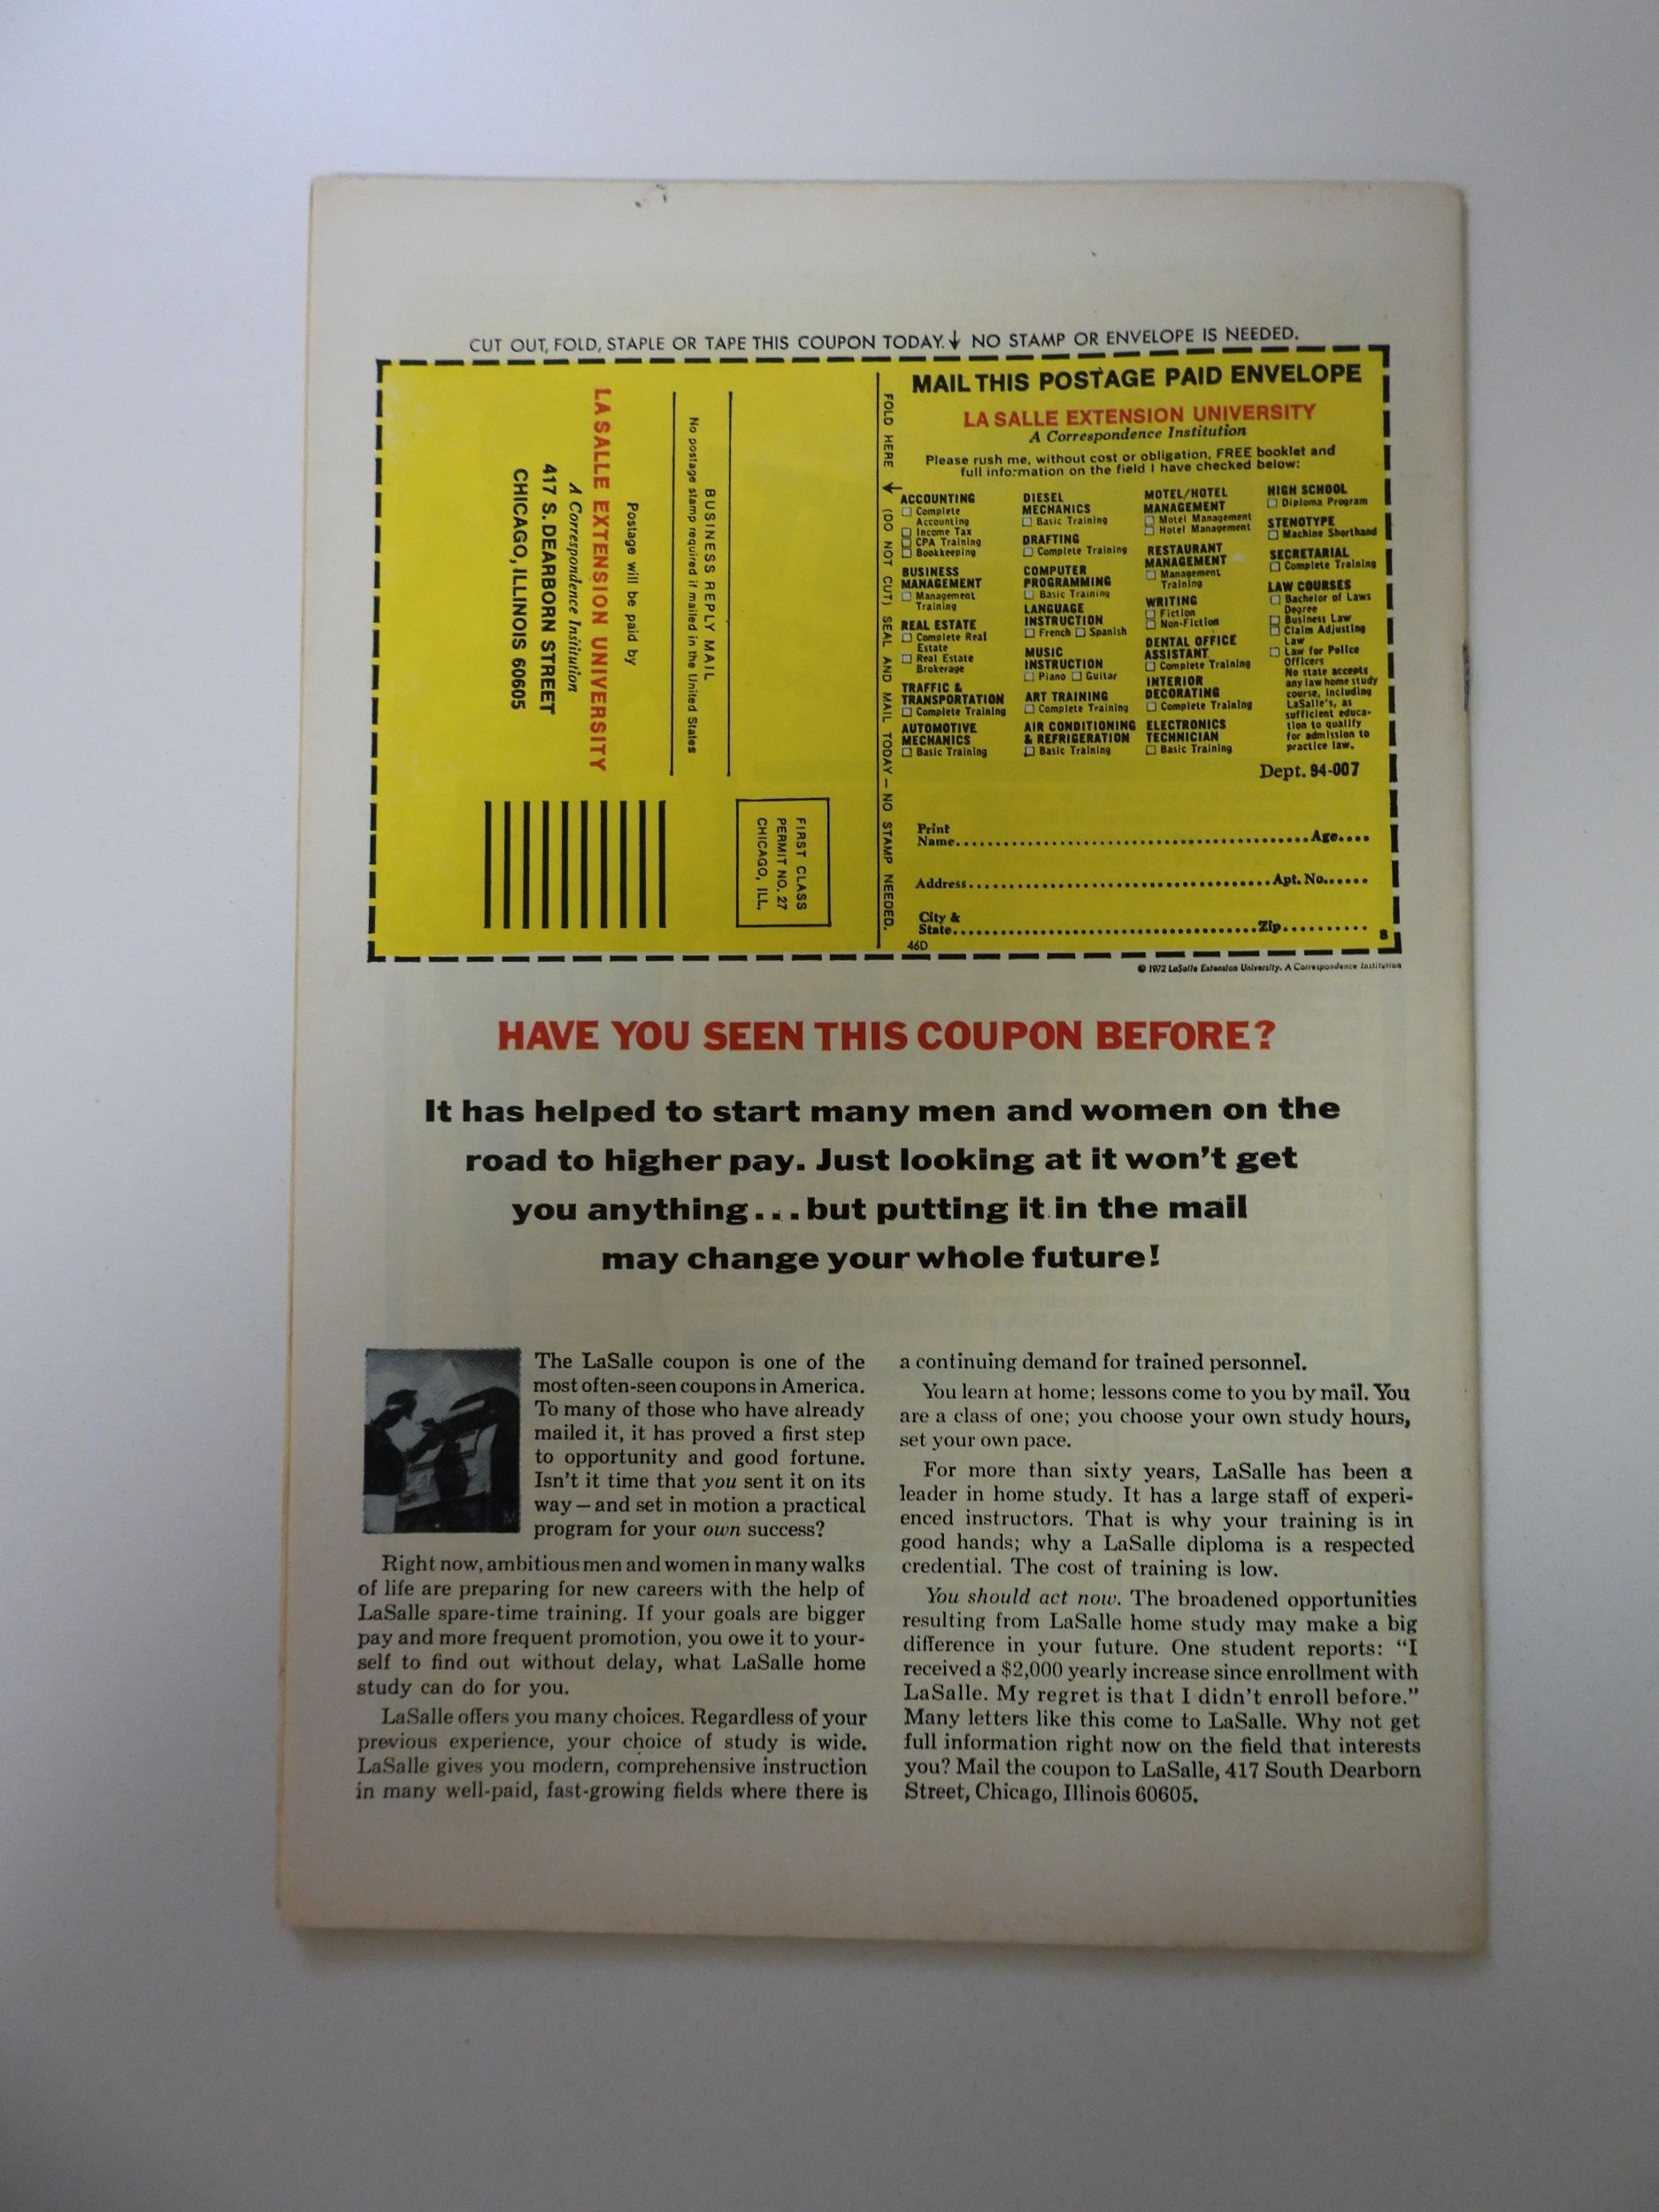 CUT OUT, FOLD, STAPLE OR TAPE THIS COUPON TODAY.↓ NO STAMP OR ENVELOPE IS NEEDED.
LA SALLE EXTENSION UNIVERSITY
A Correspondence Institution
417 S. DEARBORN STREET
CHICAGO, ILLINOIS 60605
Postage will be paid by
No postage stamp required if mailed in the United States
BUSINESS REPLY MAIL
FIRST CLASS
PERMIT NO. 27
CHICAGO, ILL.
FOLD HERE → (DO NOT CUT) SEAL AND MAIL TODAY — NO STAMP NEEDED.
MAIL THIS POSTAGE PAID ENVELOPE
LA SALLE EXTENSION UNIVERSITY
A Correspondence Institution
Please rush me, without cost or obligation, FREE booklet and
full information on the field I have checked below:
ACCOUNTING
☐ Complete
Accounting
☐ Income Tax
☐ CPA Training
☐ Bookkeeping
BUSINESS
MANAGEMENT
☐ Management
Training
REAL ESTATE
☐ Complete Real
Estate
☐ Real Estate
Brokerage
TRAFFIC &
TRANSPORTATION
☐ Complete Training
AUTOMOTIVE
MECHANICS
☐ Basic Training
DIESEL
MECHANICS
☐ Basic Training
DRAFTING
☐ Complete Training
COMPUTER
PROGRAMMING
☐ Basic Training
LANGUAGE
INSTRUCTION
☐ French ☐ Spanish
MUSIC
INSTRUCTION
☐ Piano ☐ Guitar
ART TRAINING
☐ Complete Training
AIR CONDITIONING
& REFRIGERATION
☐ Basic Training
MOTEL/HOTEL
MANAGEMENT
☐ Motel Management
☐ Hotel Management
RESTAURANT
MANAGEMENT
☐ Management
Training
WRITING
☐ Fiction
☐ Non-Fiction
DENTAL OFFICE
ASSISTANT
☐ Complete Training
INTERIOR
DECORATING
☐ Complete Training
ELECTRONICS
TECHNICIAN
☐ Basic Training
HIGH SCHOOL
☐ Diploma Program
STENOTYPE
☐ Machine Shorthand
SECRETARIAL
☐ Complete Training
LAW COURSES
☐ Bachelor of Laws
Degree
☐ Business Law
☐ Claim Adjusting
Law
☐ Law for Police
Officers
No state accepts
any law home study
course, including
LaSalle's, as
sufficient educa-
tion to qualify
for admission to
practice law.
Dept. 94-007
Print
Name........Age....
Address........Apt. No......
City &
State........Zip..........
46D
8
© 1972 LaSalle Extension University. A Correspondence Institution
HAVE YOU SEEN THIS COUPON BEFORE?
It has helped to start many men and women on the
road to higher pay. Just looking at it won't get
you anything...but putting it in the mail
may change your whole future!
The LaSalle coupon is one of the
most often-seen coupons in America.
To many of those who have already
mailed it, it has proved a first step
to opportunity and good fortune.
Isn't it time that you sent it on its
way—and set in motion a practical
program for your own success?
Right now, ambitious men and women in many walks
of life are preparing for new careers with the help of
LaSalle spare-time training. If your goals are bigger
pay and more frequent promotion, you owe it to your-
self to find out without delay, what LaSalle home
study can do for you.
LaSalle offers you many choices. Regardless of your
previous experience, your choice of study is wide.
LaSalle gives you modern, comprehensive instruction
in many well-paid, fast-growing fields where there is
a continuing demand for trained personnel.
You learn at home; lessons come to you by mail. You
are a class of one; you choose your own study hours,
set your own pace.
For more than sixty years, LaSalle has been a
leader in home study. It has a large staff of experi-
enced instructors. That is why your training is in
good hands; why a LaSalle diploma is a respected
credential. The cost of training is low.
You should act now. The broadened opportunities
resulting from LaSalle home study may make a big
difference in your future. One student reports: "I
received a $2,000 yearly increase since enrollment with
LaSalle. My regret is that I didn't enroll before."
Many letters like this come to LaSalle. Why not get
full information right now on the field that interests
you? Mail the coupon to LaSalle, 417 South Dearborn
Street, Chicago, Illinois 60605.